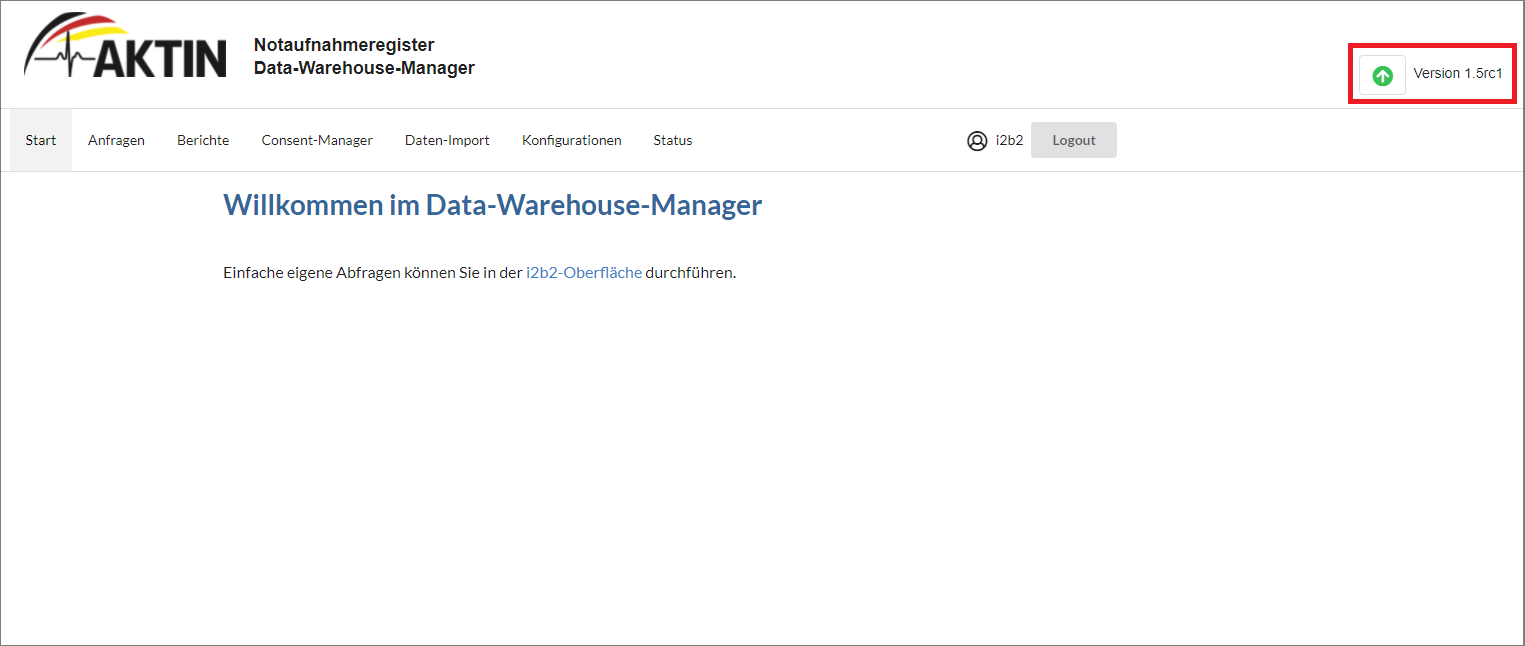 AKTIN
Notaufnahmeregister
Data-Warehouse-Manager
Version 1.5rc1
Start Anfragen Berichte Consent-Manager Daten-Import Konfigurationen Status i2b2 Logout
Willkommen im Data-Warehouse-Manager
Einfache eigene Abfragen können Sie in der i2b2-Oberfläche durchführen.